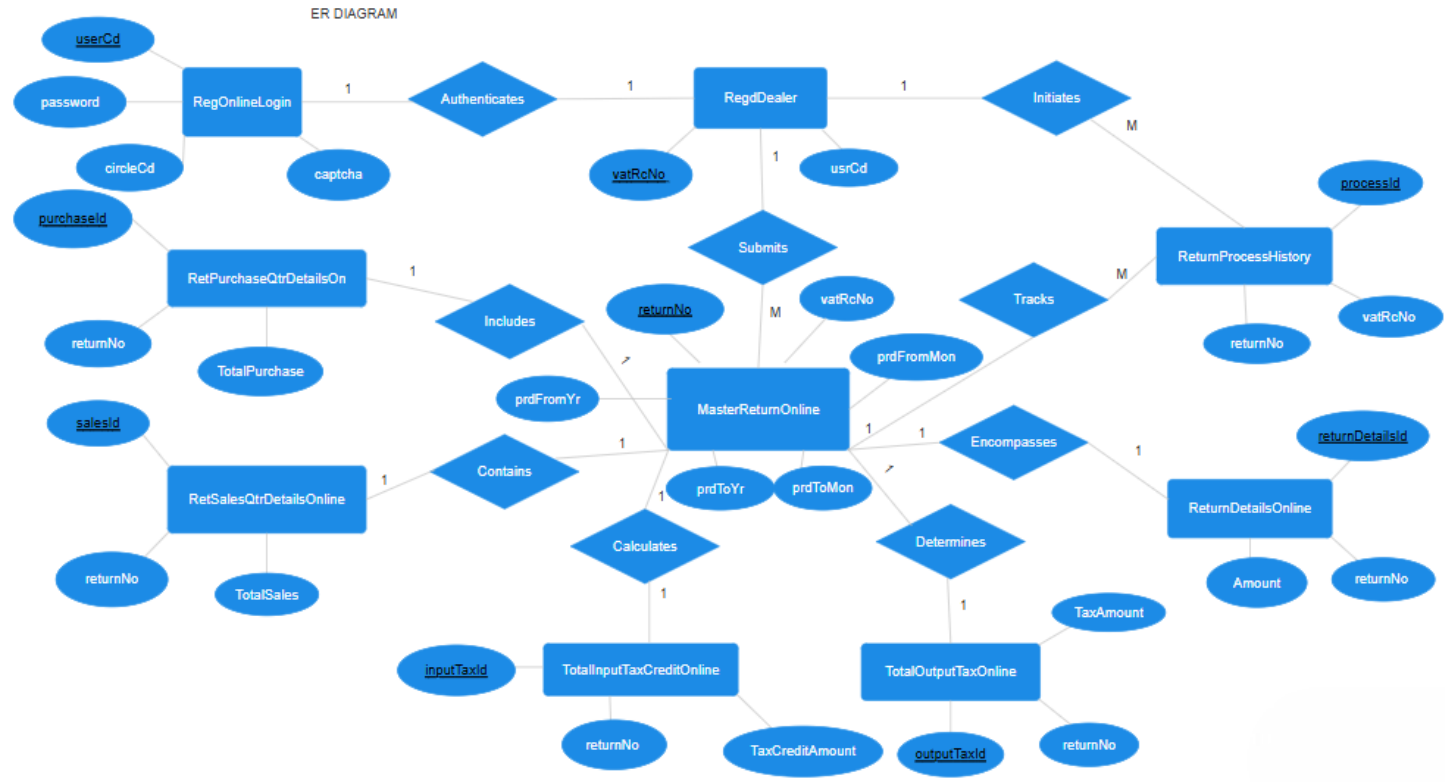 ER DIAGRAM
userCd
password
RegOnlineLogin
circleCd
captcha
1
Authenticates
1
RegdDealer
vatRcNo
usrCd
1
Initiates
M
1
Submits
M
processId
ReturnProcessHistory
vatRcNo
returnNo
M
Tracks
1
purchaseId
RetPurchaseQtrDetailsOn
returnNo
TotalPurchase
1
Includes
1
returnNo
vatRcNo
prdFromMon
prdFromYr
MasterReturnOnline
prdToYr
prdToMon
salesId
RetSalesQtrDetailsOnline
returnNo
TotalSales
1
Contains
1
1
Encompasses
1
returnDetailsId
ReturnDetailsOnline
Amount
returnNo
1
Calculates
1
inputTaxId
TotalInputTaxCreditOnline
returnNo
TaxCreditAmount
1
Determines
1
TaxAmount
TotalOutputTaxOnline
outputTaxId
returnNo